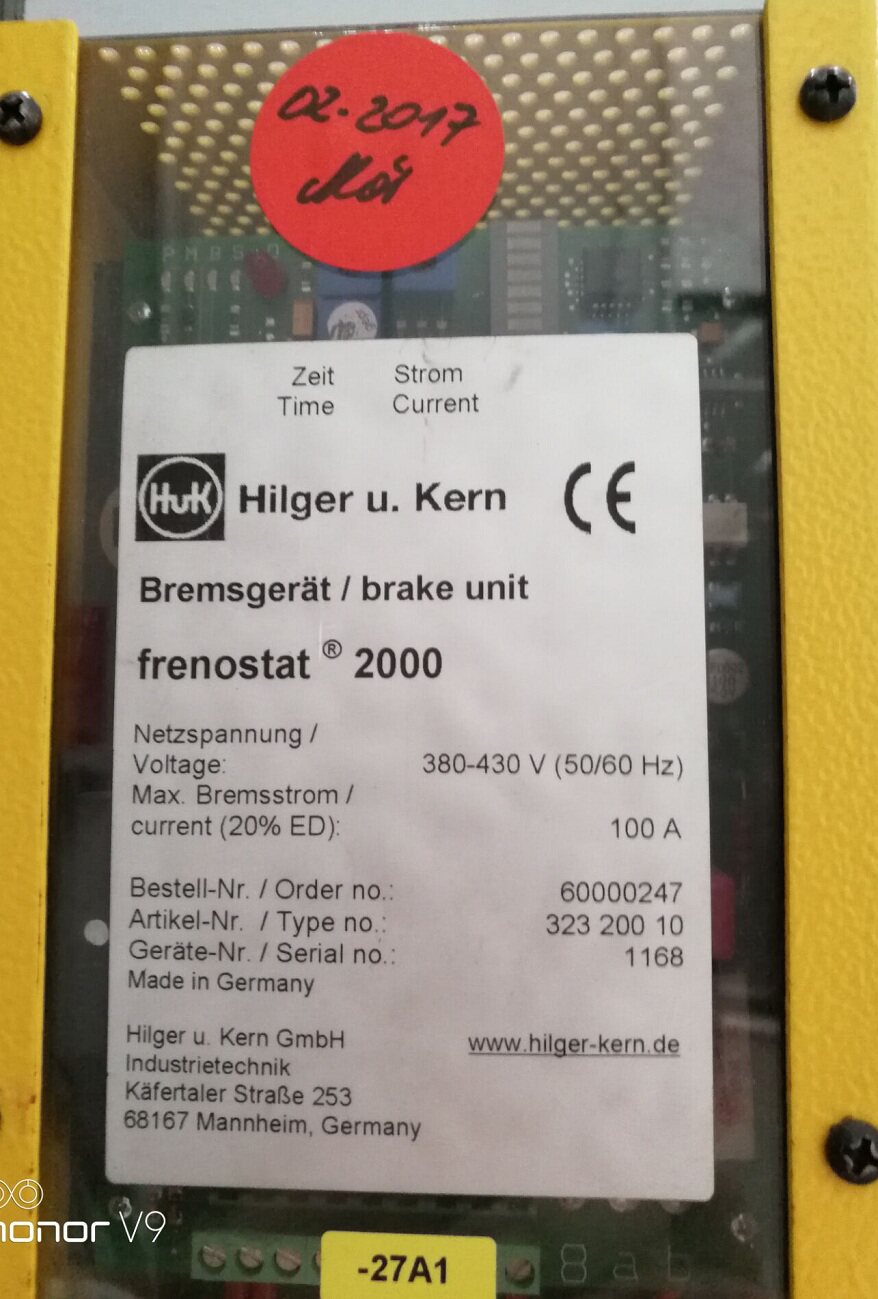 02-2017
P M B S O
Zeit Strom
Time Current
HuK Hilger u. Kern CE
Bremsgerät / brake unit
frenostat ® 2000
Netzspannung /
Voltage: 380-430 V (50/60 Hz)
Max. Bremsstrom /
current (20% ED): 100 A
Bestell-Nr. / Order no.: 60000247
Artikel-Nr. / Type no.: 323 200 10
Geräte-Nr. / Serial no.: 1168
Made in Germany
Hilger u. Kern GmbH www.hilger-kern.de
Industrietechnik
Käfertaler Straße 253
68167 Mannheim, Germany
honor V9
-27A1
8 a b